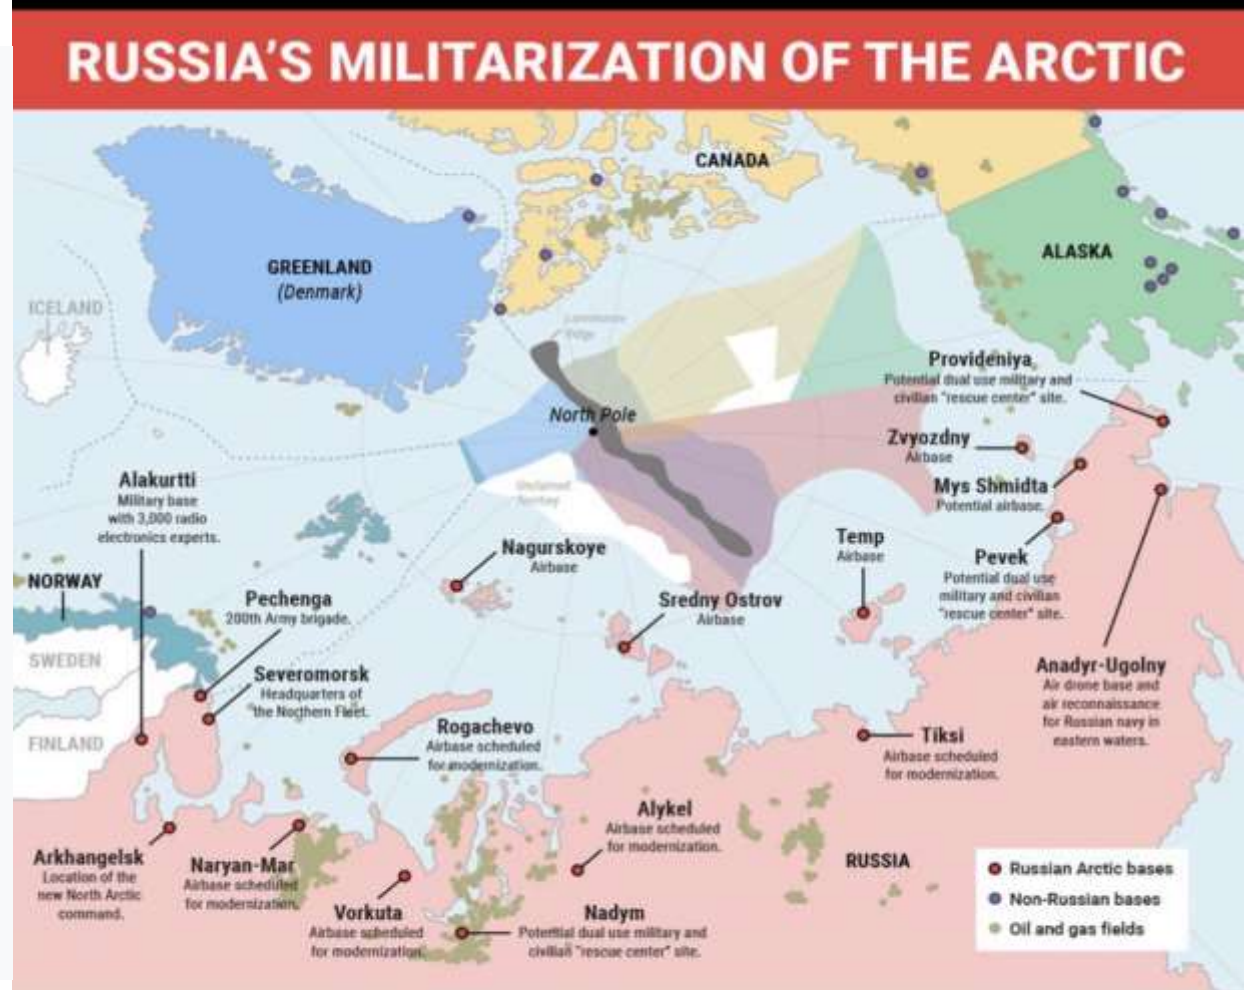 RUSSIA'S MILITARIZATION OF THE ARCTIC
CANADA
GREENLAND
(Denmark)
ALASKA
ICELAND
Lomonosov
Ridge
North Pole
Unclaimed
Territory
Provideniya
Potential dual use military and
civilian "rescue center" site.
Zvyozdny
Airbase
Mys Shmidta
Potential airbase.
Pevek
Potential dual use
military and civilian
"rescue center" site.
Alakurtti
Military base
with 3,000 radio
electronics experts.
Nagurskoye
Airbase
Temp
Airbase
NORWAY
Pechenga
200th Army brigade.
Sredny Ostrov
Airbase
SWEDEN
Severomorsk
Headquarters of
the Northern Fleet.
Anadyr-Ugolny
Air drone base and
air reconnaissance
for Russian navy in
eastern waters.
FINLAND
Rogachevo
Airbase scheduled
for modernization.
Tiksi
Airbase scheduled
for modernization.
Alykel
Airbase scheduled
for modernization.
Arkhangelsk
Location of the
new North Arctic
command.
Naryan-Mar
Airbase scheduled
for modernization.
Vorkuta
Airbase scheduled
for modernization.
Nadym
Potential dual use military and
civilian "rescue center" site.
RUSSIA
Russian Arctic bases
Non-Russian bases
Oil and gas fields